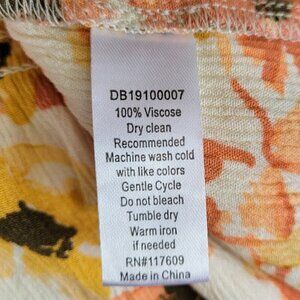 DB19100007
100% Viscose
Dry clean
Recommended
Machine wash cold
with like colors
Gentle Cycle
Do not bleach
Tumble dry
Warm iron
if needed
RN#117609
Made in China